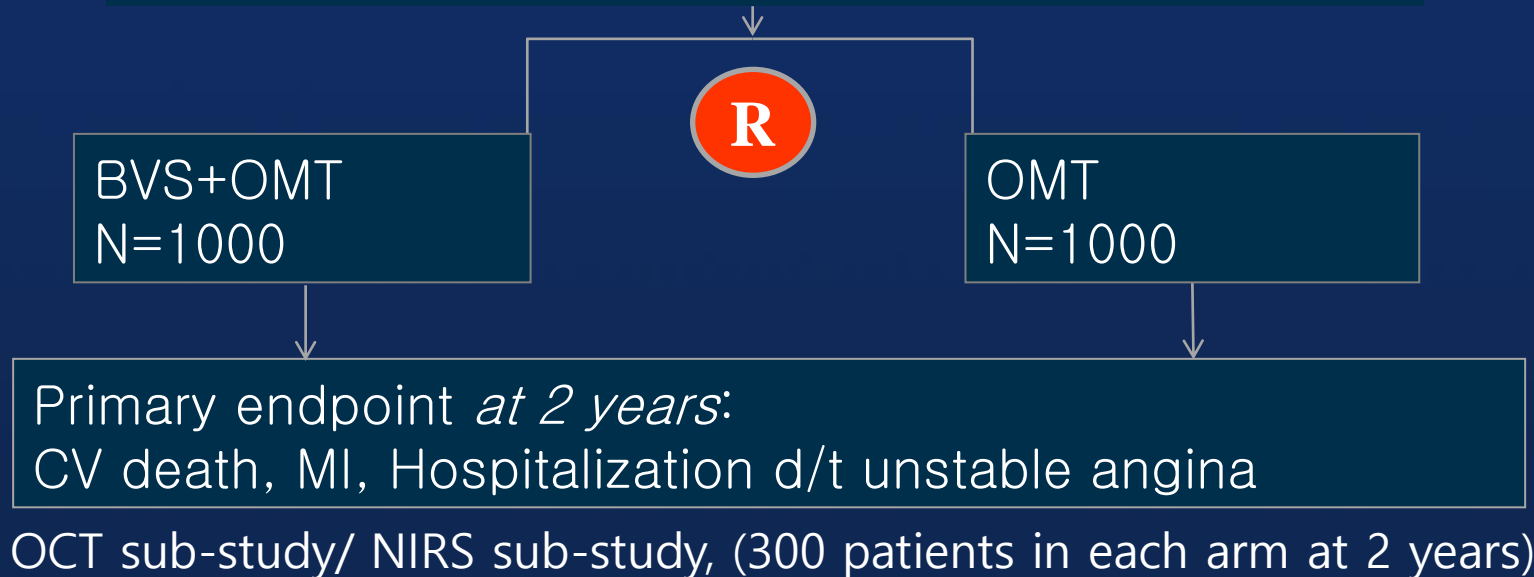 R
BVS+OMT
N=1000
OMT
N=1000
Primary endpoint at 2 years:
CV death, MI, Hospitalization d/t unstable angina
OCT sub-study/ NIRS sub-study, (300 patients in each arm at 2 years)